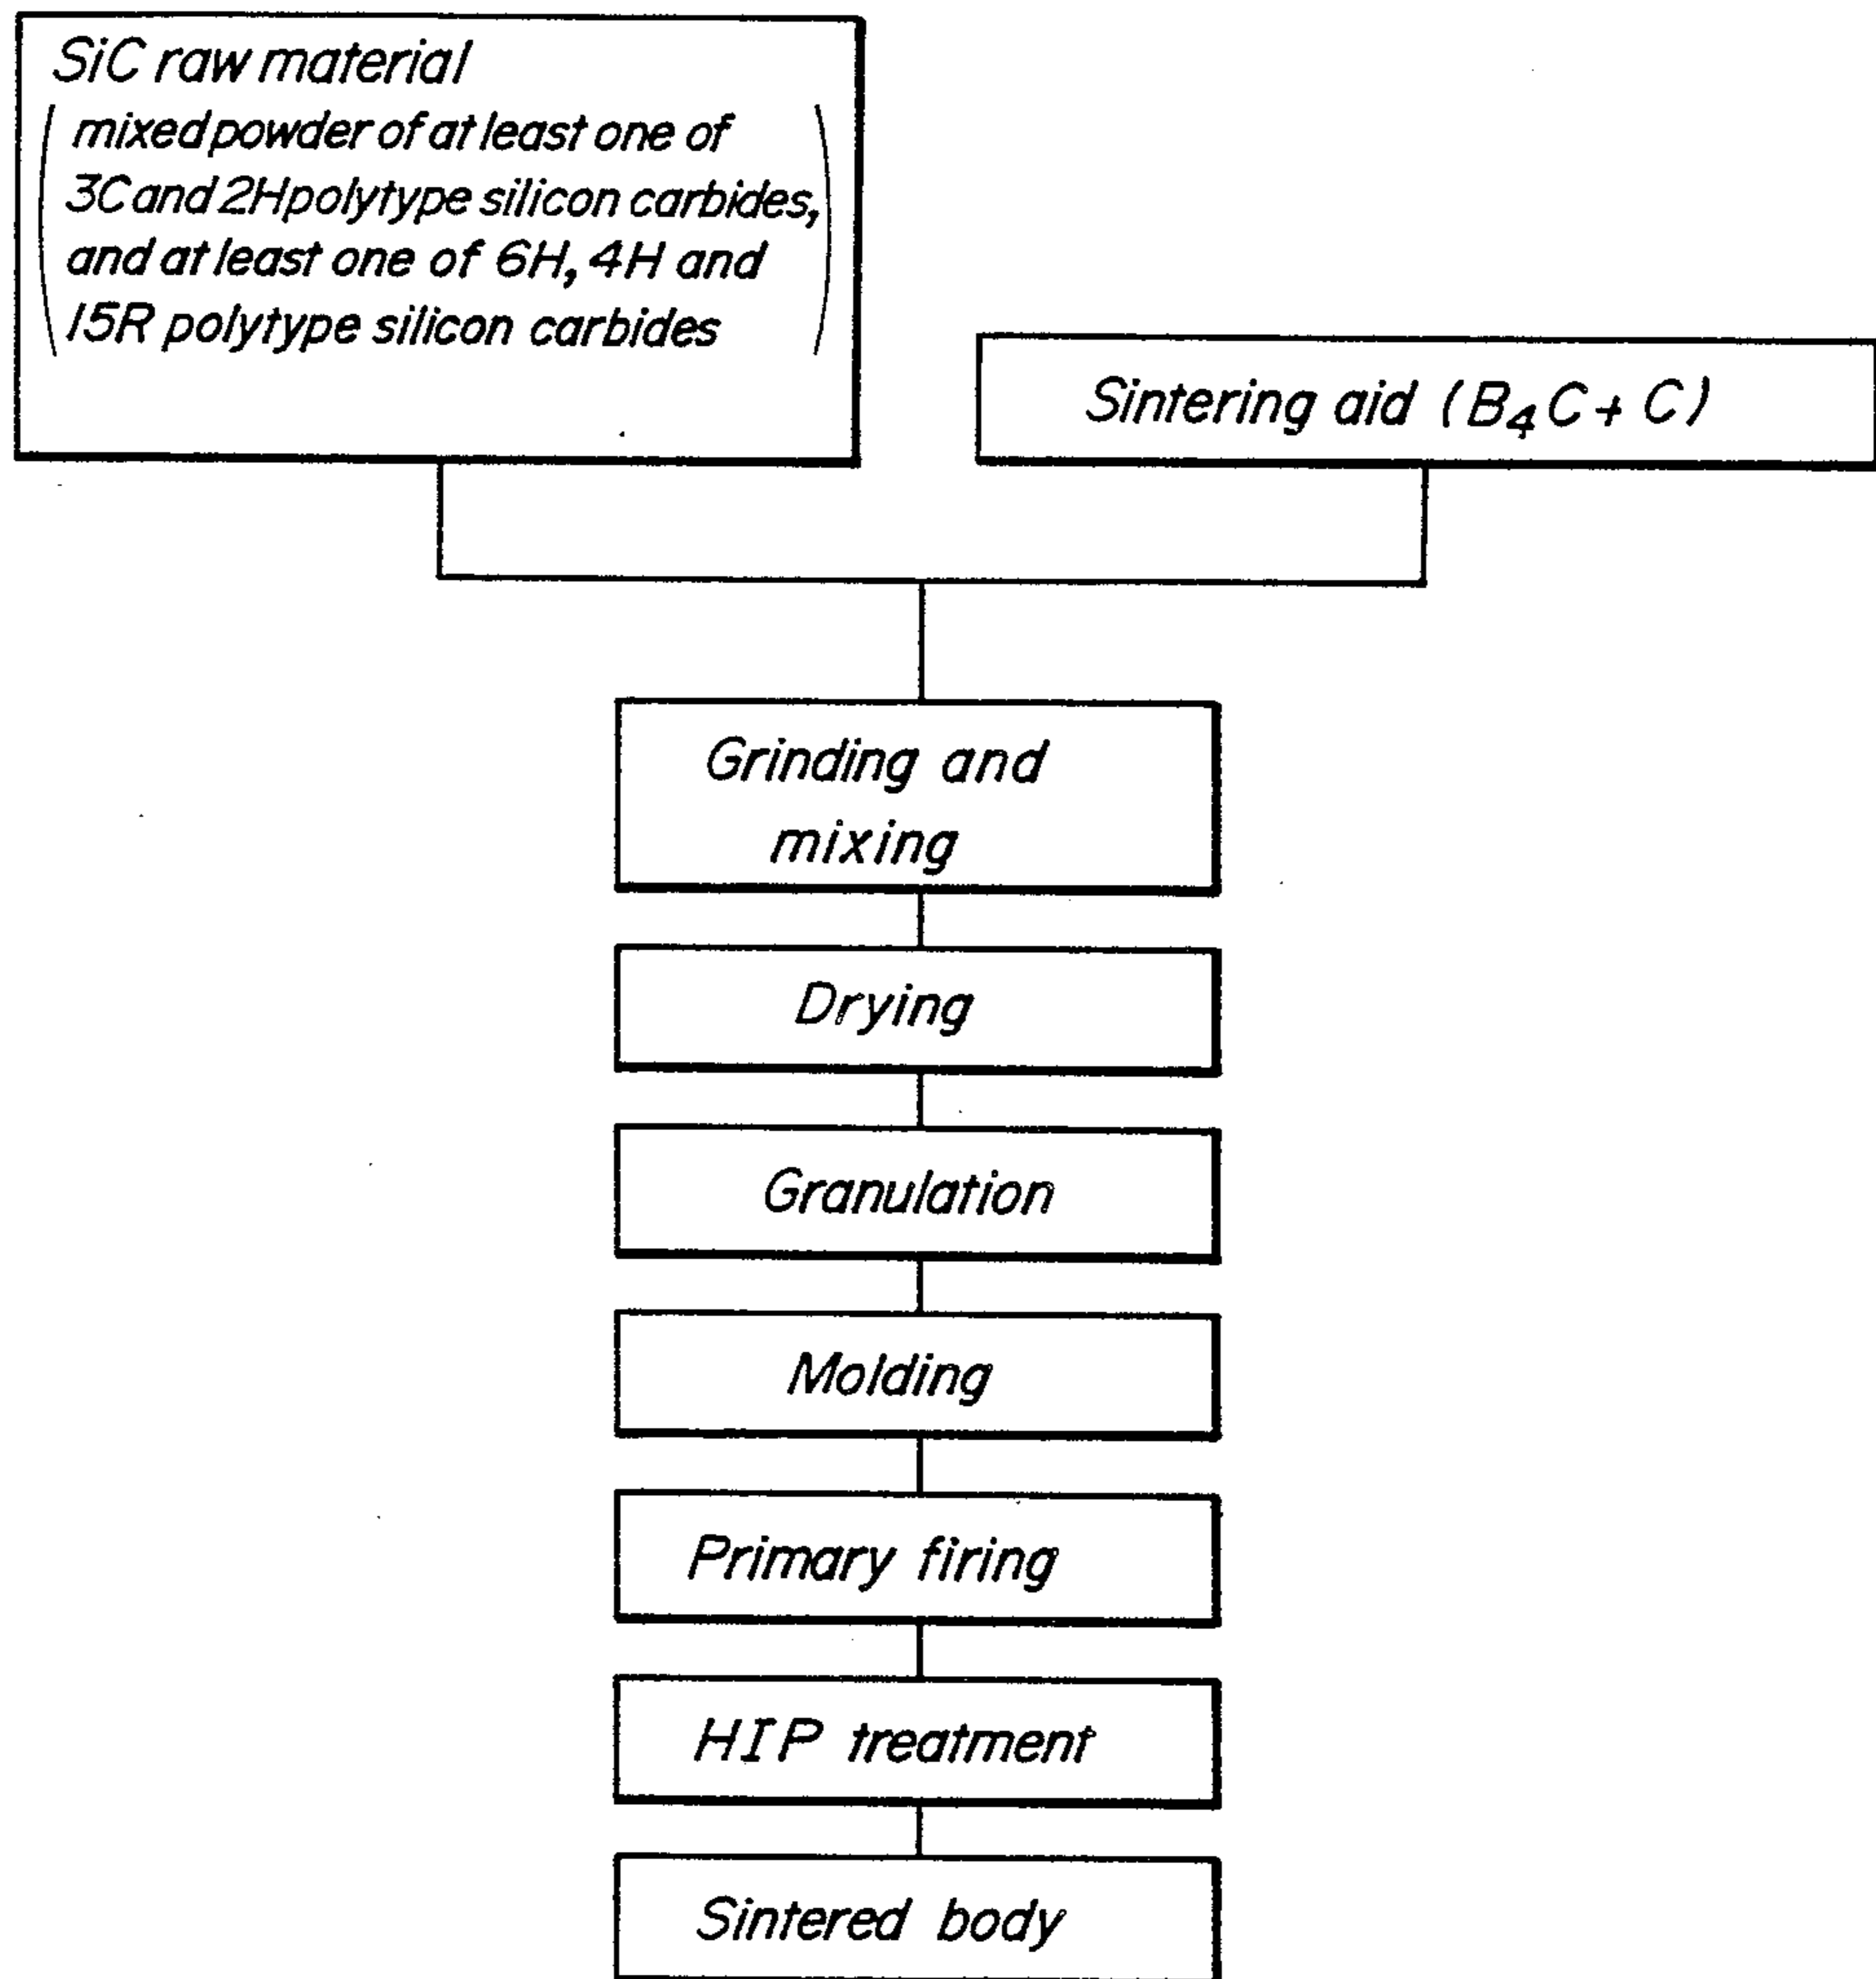 SiC raw material
(mixed powder of at least one of
3C and 2H polytype silicon carbides,
and at least one of 6H, 4H and
15R polytype silicon carbides)
Sintering aid (B₄C + C)
Grinding and
mixing
Drying
Granulation
Molding
Primary firing
HIP treatment
Sintered body